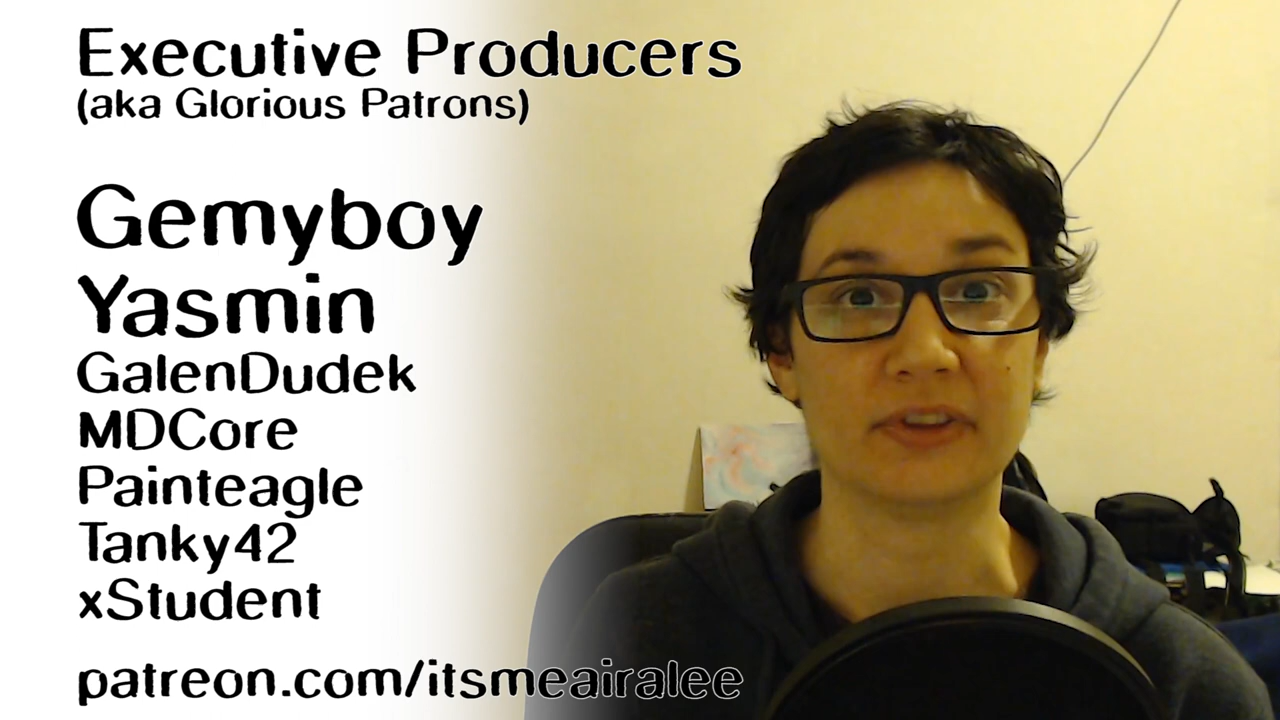 Executive Producers
(aka Glorious Patrons)
Gemyboy
Yasmin
GalenDudek
MDCore
Painteagle
Tanky42
xStudent
patreon.com/itsmeairalee